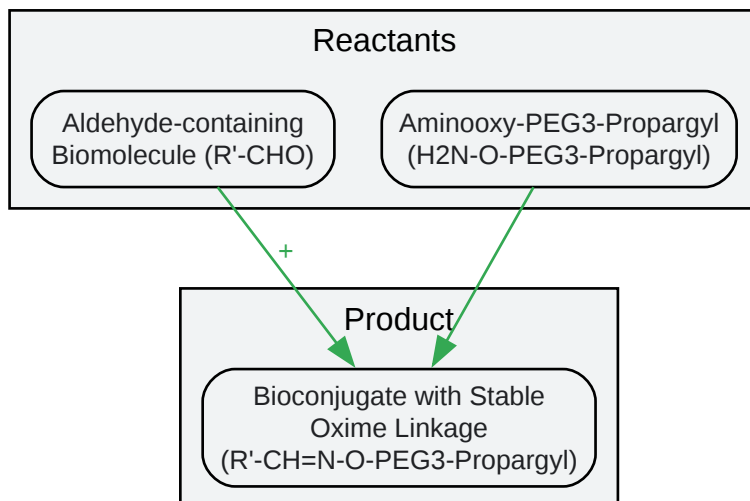 Reactants
Aldehyde-containing
Biomolecule (R'-CHO)
Aminooxy-PEG3-Propargyl
(H2N-O-PEG3-Propargyl)
+
Product
Bioconjugate with Stable
Oxime Linkage
(R'-CH=N-O-PEG3-Propargyl)